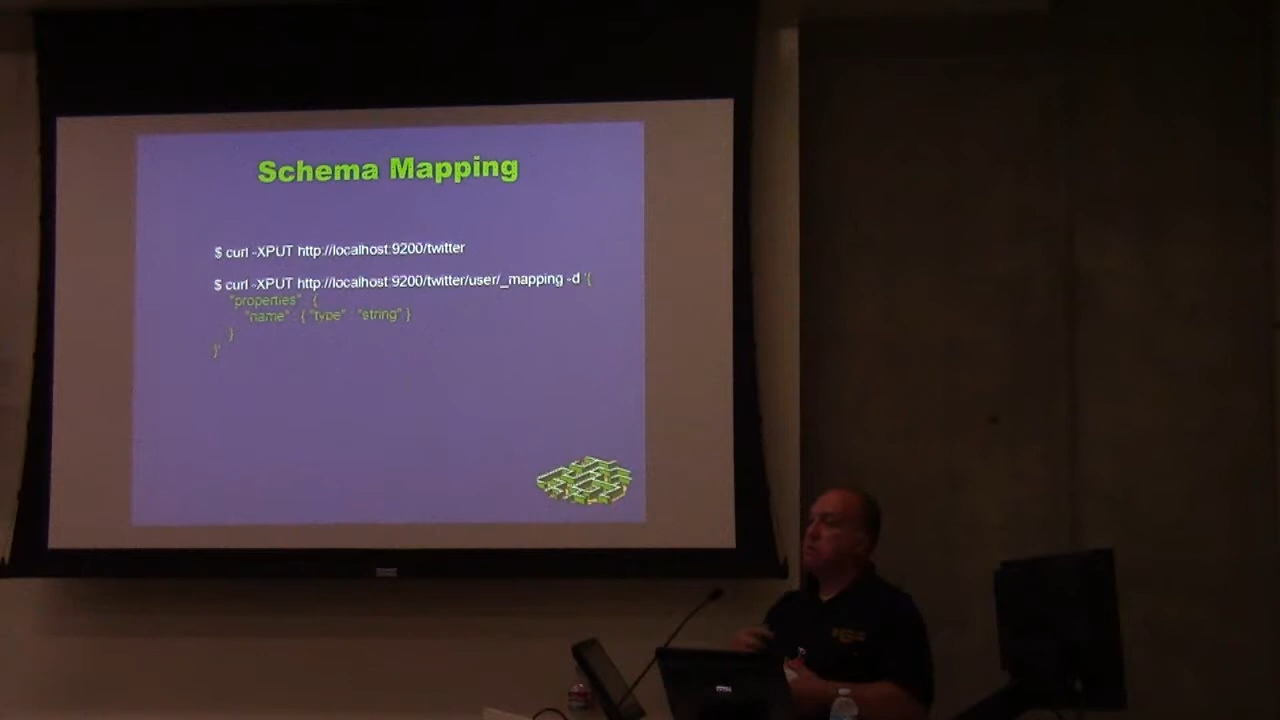 Schema Mapping
$ curl -XPUT http://localhost:9200/twitter
$ curl -XPUT http://localhost:9200/twitter/user/_mapping -d '{
"properties" : {
"name" : { "type" : "string" }
}
}'